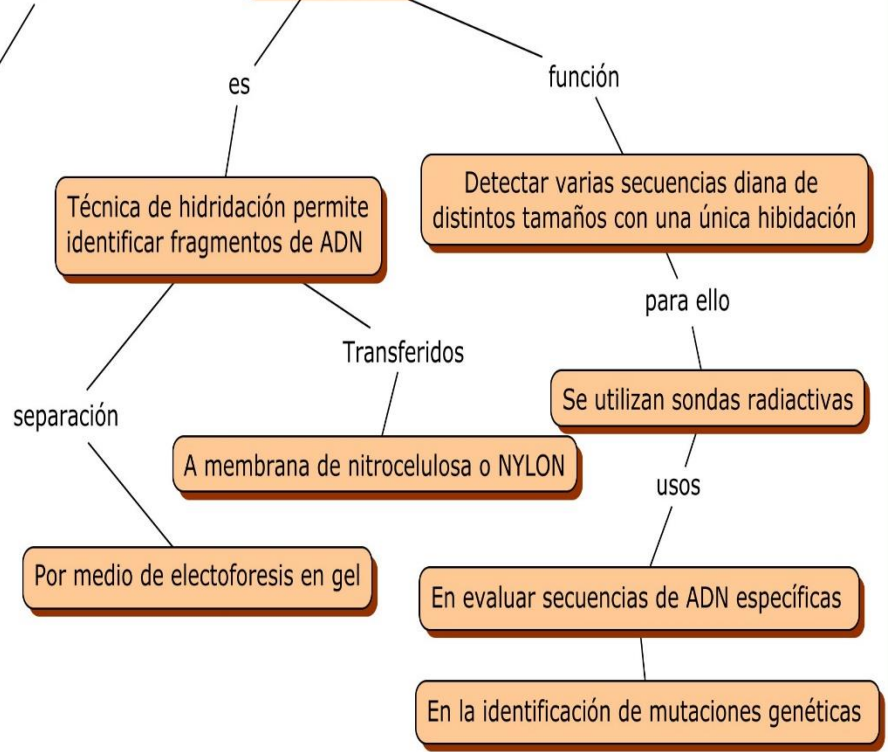 es
función
Técnica de hidridación permite
identificar fragmentos de ADN
Detectar varias secuencias diana de
distintos tamaños con una única hibidación
para ello
Transferidos
Se utilizan sondas radiactivas
separación
A membrana de nitrocelulosa o NYLON
usos
Por medio de electoforesis en gel
En evaluar secuencias de ADN específicas
En la identificación de mutaciones genéticas